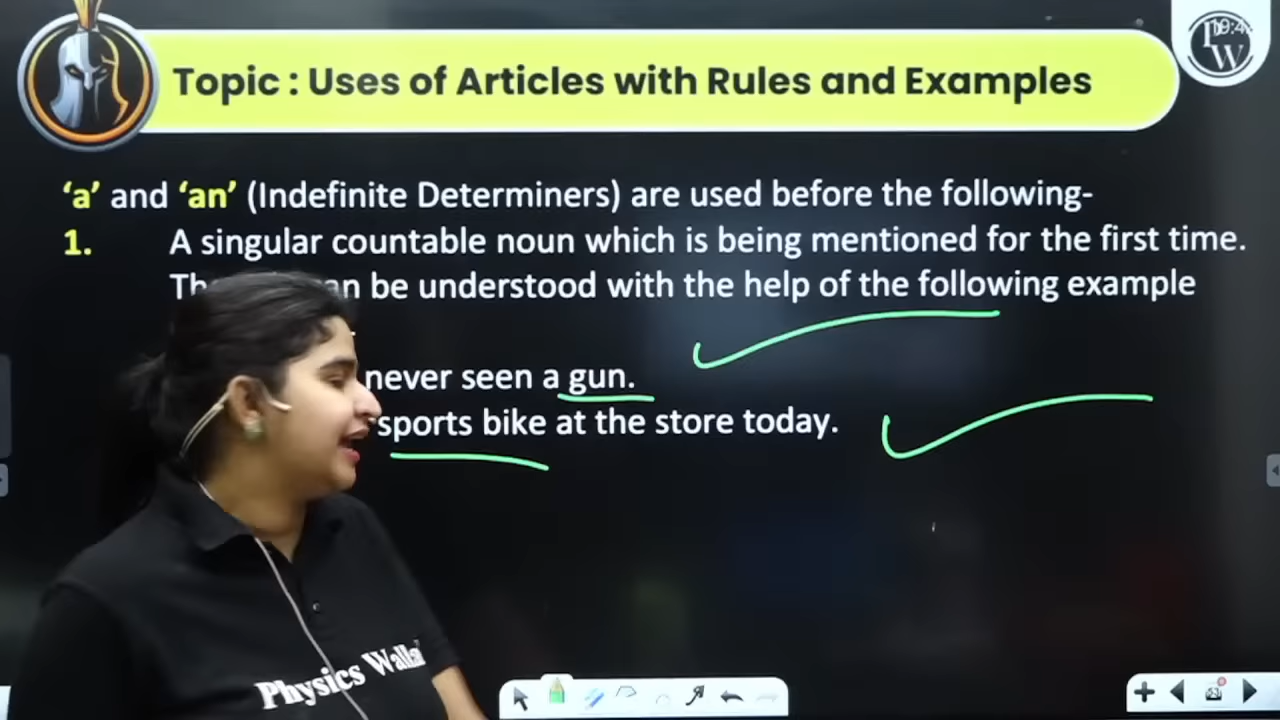 Topic : Uses of Articles with Rules and Examples
PW
‘a’ and ‘an’ (Indefinite Determiners) are used before the following-
1. A singular countable noun which is being mentioned for the first time.
can be understood with the help of the following example
never seen a gun.
sports bike at the store today.
Physics Wallah